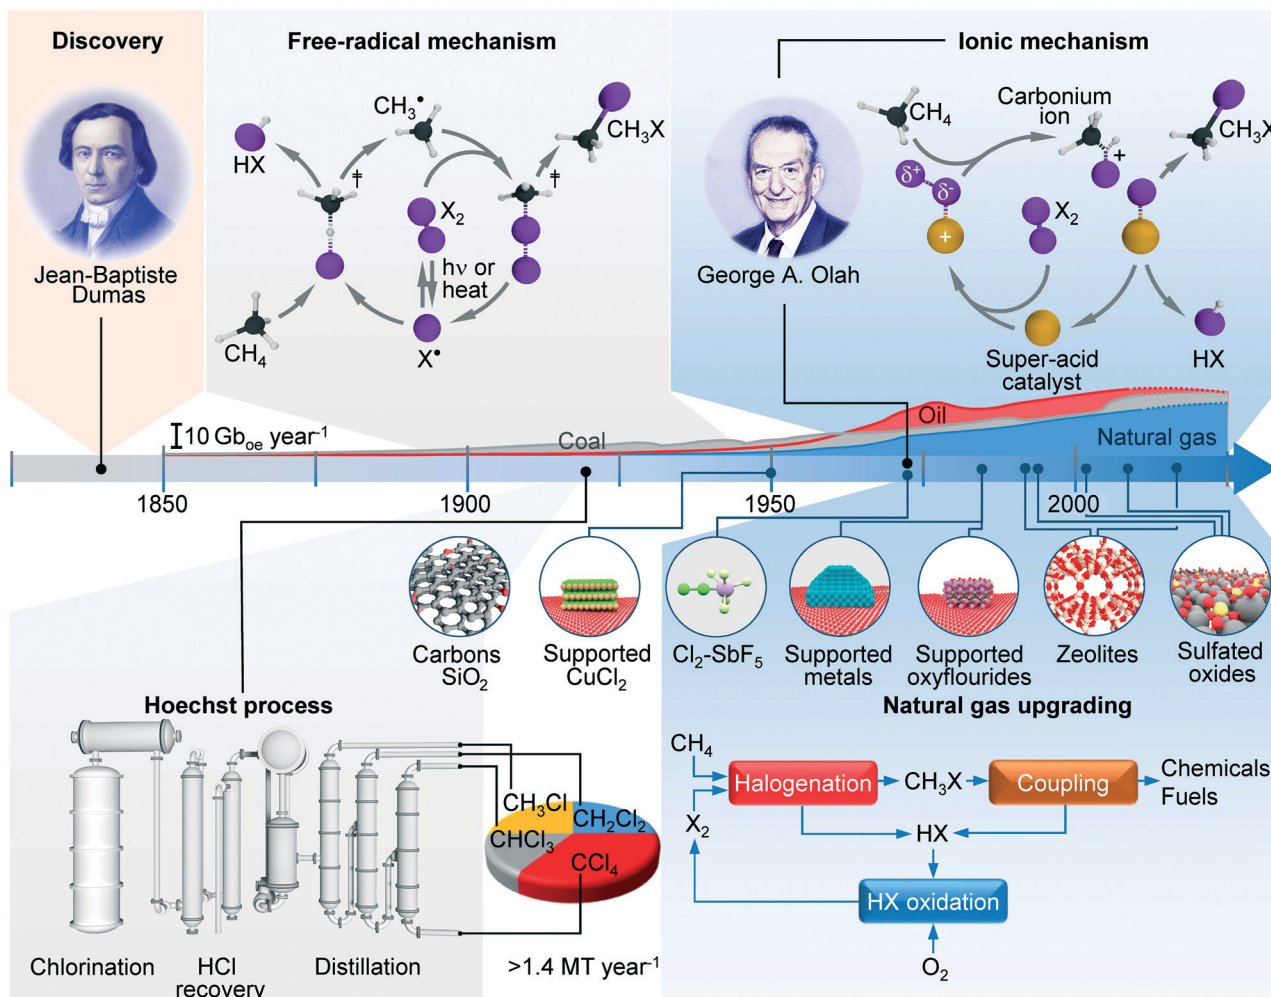 Discovery
Jean-Baptiste
Dumas
Free-radical mechanism
HX
CH₃•
CH₃X
‡
‡
X₂
hν or
heat
CH₄
X•
Ionic mechanism
George A. Olah
CH₄
Carbonium
ion
CH₃X
δ⁺
δ⁻
+
+
X₂
Super-acid
catalyst
HX
10 Gb_oe year⁻¹
Coal
Oil
Natural gas
1850
1900
1950
2000
Carbons
SiO₂
Supported
CuCl₂
Cl₂-SbF₅
Supported
metals
Supported
oxyflourides
Zeolites
Sulfated
oxides
Hoechst process
CH₃Cl
CH₂Cl₂
CHCl₃
CCl₄
Chlorination
HCl
recovery
Distillation
>1.4 MT year⁻¹
Natural gas upgrading
CH₄
Halogenation
CH₃X
Coupling
Chemicals
Fuels
X₂
HX
HX oxidation
O₂